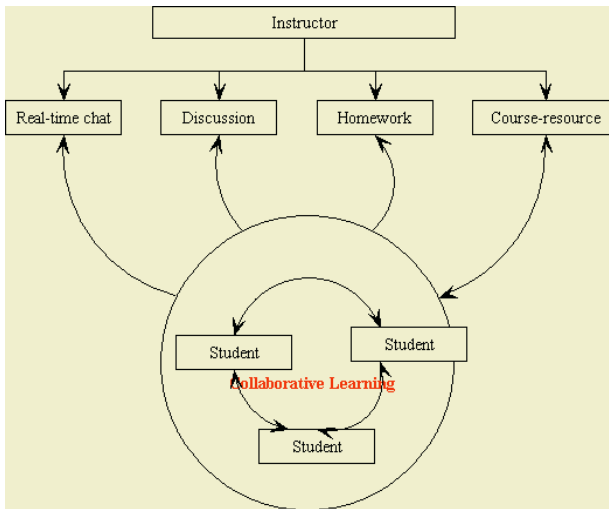 Instructor
Real-time chat
Discussion
Homework
Course-resource
Student
Student
Collaborative Learning
Student